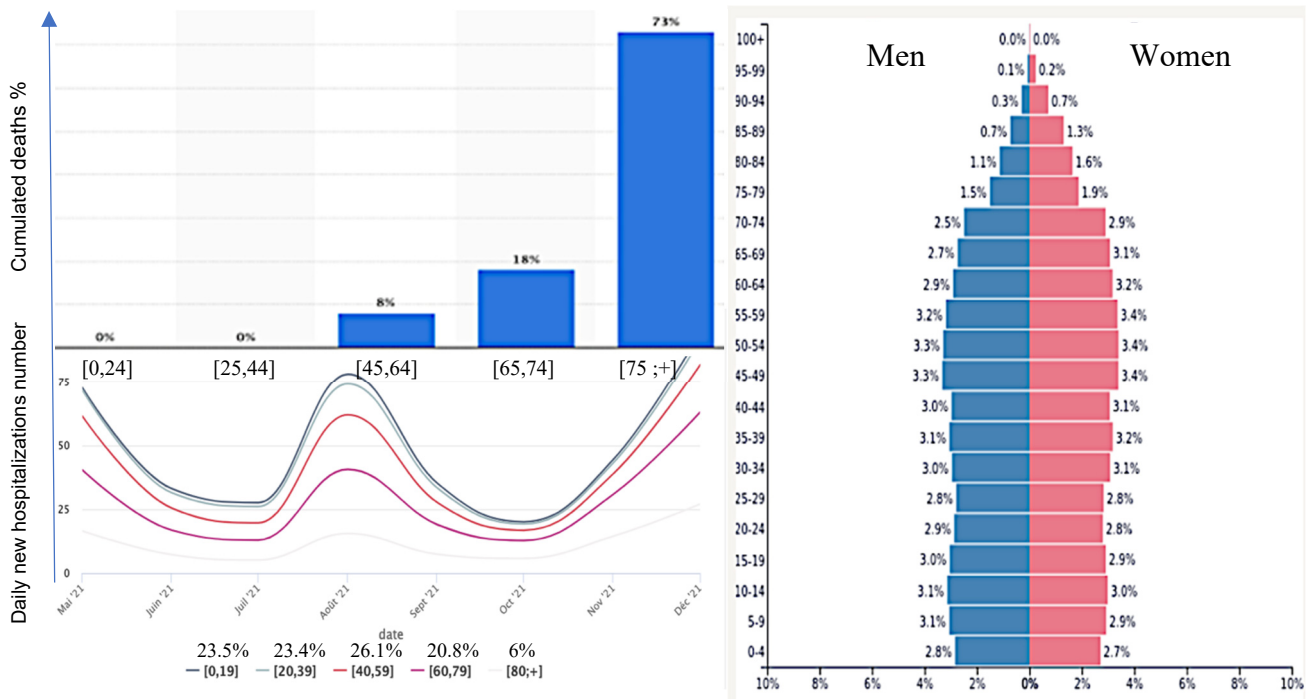 Cumulated deaths %
73%
18%
8%
0%
0%
[0,24]
[25,44]
[45,64]
[65,74]
[75 ;+]
Daily new hospitalizations number
75
50
25
0
Mai '21
Juin '21
Juil '21
Août '21
Sept '21
Oct '21
Nov '21
Déc '21
date
23.5% 23.4% 26.1% 20.8% 6%
[0,19] [20,39] [40,59] [60,79] [80;+]
Men Women
100+ 0.0% 0.0%
95-99 0.1% 0.2%
90-94 0.3% 0.7%
85-89 0.7% 1.3%
80-84 1.1% 1.6%
75-79 1.5% 1.9%
70-74 2.5% 2.9%
65-69 2.7% 3.1%
60-64 2.9% 3.2%
55-59 3.2% 3.4%
50-54 3.3% 3.4%
45-49 3.3% 3.4%
40-44 3.0% 3.1%
35-39 3.1% 3.2%
30-34 3.0% 3.1%
25-29 2.8% 2.8%
20-24 2.9% 2.8%
15-19 3.0% 2.9%
10-14 3.1% 3.0%
5-9 3.1% 2.9%
0-4 2.8% 2.7%
10% 8% 6% 4% 2% 0% 2% 4% 6% 8% 10%